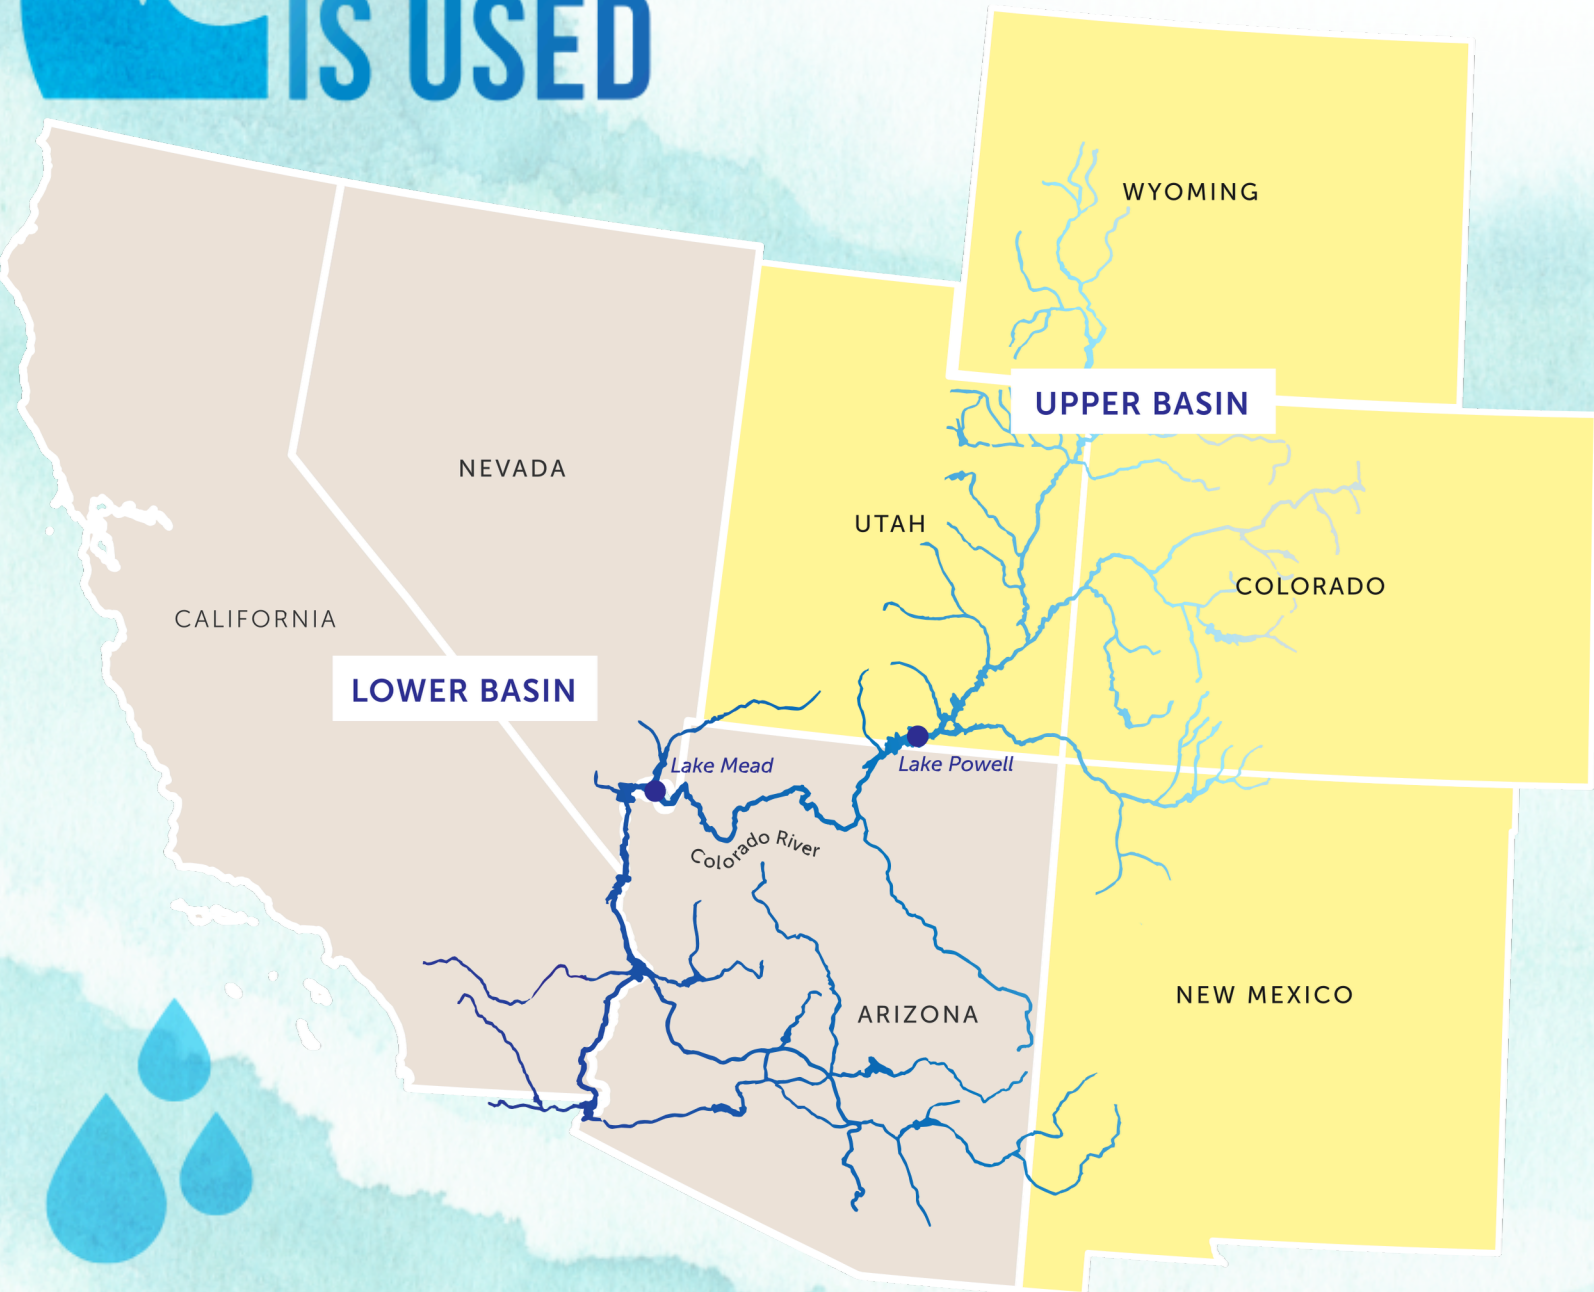 IS USED
WYOMING
UPPER BASIN
NEVADA
UTAH
COLORADO
CALIFORNIA
LOWER BASIN
Lake Mead
Lake Powell
Colorado River
ARIZONA
NEW MEXICO